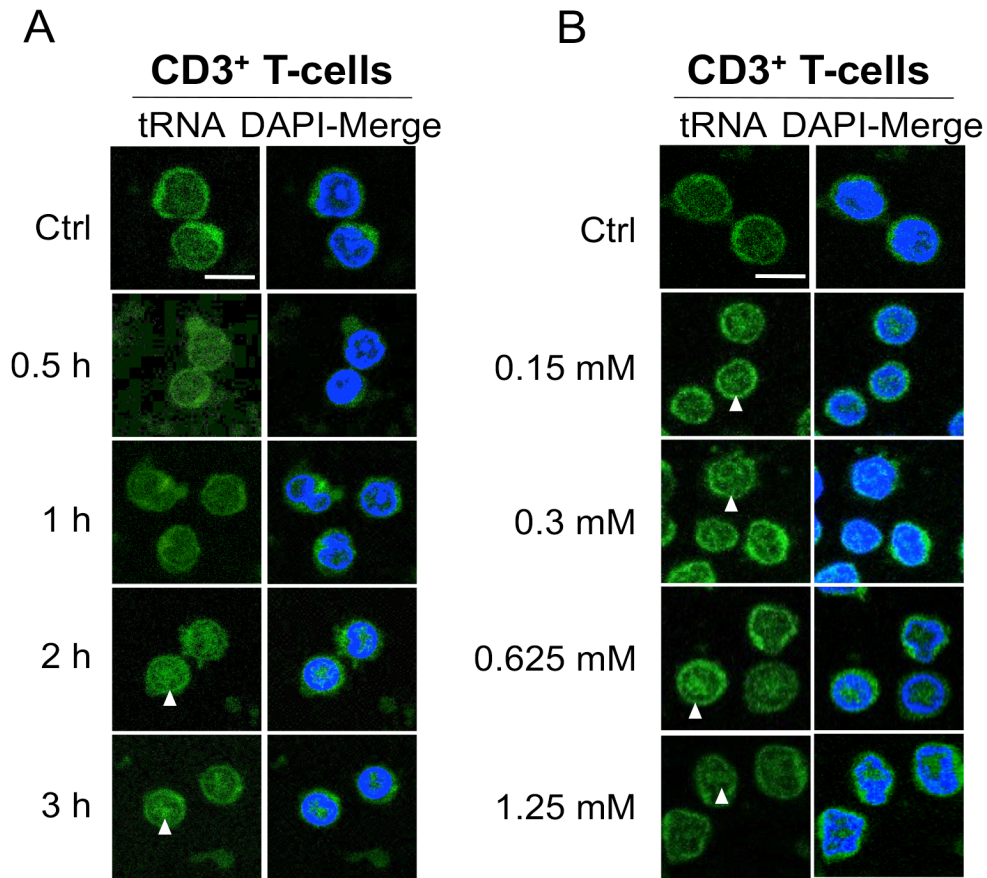 A
CD3⁺ T-cells
tRNA DAPI-Merge
Ctrl
0.5 h
1 h
2 h
3 h
B
CD3⁺ T-cells
tRNA DAPI-Merge
Ctrl
0.15 mM
0.3 mM
0.625 mM
1.25 mM